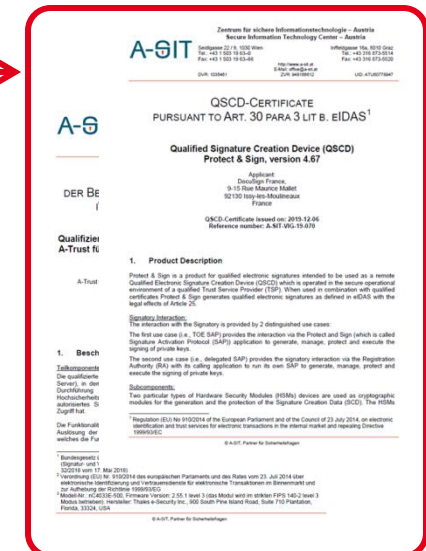 Zentrum für sichere Informationstechnologie – Austria
Secure Information Technology Center – Austria
A-SIT
Seidlgasse 22 / 9, 1030 Wien
Tel.: +43 1 503 19 63–0
Fax: +43 1 503 19 63–66
Inffeldgasse 16a, 8010 Graz
Tel.: +43 316 873-5514
Fax: +43 316 873-5520
http://www.a-sit.at
E-Mail: office@a-sit.at
DVR: 1035461
ZVR: 948166612
UID: ATU60778947
QSCD-CERTIFICATE
PURSUANT TO ART. 30 PARA 3 LIT B. eIDAS1
Qualified Signature Creation Device (QSCD)
Protect & Sign, version 4.67
Applicant:
DocuSign France,
9-15 Rue Maurice Mallet
92130 Issy-les-Moulineaux
France
QSCD-Certificate issued on: 2019-12-06
Reference number: A-SIT-VIG-19-070
1. Product Description
Protect & Sign is a product for qualified electronic signatures intended to be used as a remote
Qualified Electronic Signature Creation Device (QSCD) which is operated in the secure operational
environment of a qualified Trust Service Provider (TSP). When used in combination with qualified
certificates Protect & Sign generates qualified electronic signatures as defined in eIDAS with the
legal effects of Article 25.
Signatory Interaction:
The interaction with the Signatory is provided by 2 distinguished use cases:
The first use case (i.e., TOE SAP) provides the interaction via the Protect and Sign (which is called
Signature Activation Protocol (SAP)) application to generate, manage, protect and execute the
signing of private keys.
The second use case (i.e., delegated SAP) provides the signatory interaction via the Registration
Authority (RA) with its calling application to run its own SAP to generate, manage, protect and
execute the signing of private keys.
Subcomponents:
Two particular types of Hardware Security Modules (HSMs) devices are used as cryptographic
modules for the generation and the protection of the Signature Creation Data (SCD). The HSMs
1 Regulation (EU) No 910/2014 of the European Parliament and of the Council of 23 July 2014, on electronic
identification and trust services for electronic transactions in the internal market and repealing Directive
1999/93/EC
© A-SIT, Partner für Sicherheitsfragen
A-S
DER BE
Qualifizie
A-Trust fü
A-Trust
1. Besch
Teilkomponente
Die qualifizierte
Server), in den
Durchführung
Hochsicherheits
autorisiertes Si
Zugriff hat.
Die Funktionalit
Auslösung der
welches die Fur
1 Bundesgesetz ü
(Signatur- und V
32/2018 vom 17. Mai 2018)
2 Verordnung (EU) Nr. 910/2014 des europäischen Parlaments und des Rates vom 23. Juli 2014 über
elektronische Identifizierung und Vertrauensdienste für elektronische Transaktionen im Binnenmarkt und
zur Aufhebung der Richtlinie 1999/93/EG
3 Modell-Nr.: nC4033E-500, Firmware Version: 2.55.1 level 3 (das Modul wird im strikten FIPS 140-2 level 3
Modus betrieben). Hersteller: Thales e-Security Inc., 900 South Pine Island Road, Suite 710 Plantation,
Florida, 33324, USA
© A-SIT, Partner für Sicherheitsfragen